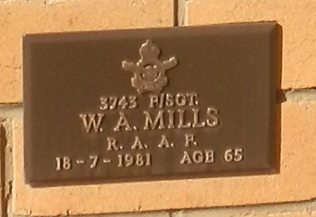 3743 F/SGT.
W. A. MILLS
R. A. A. F.
18-7-1981 AGE 65